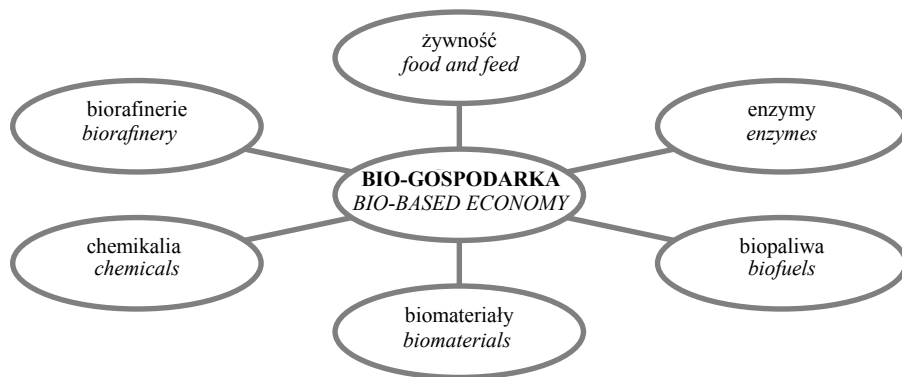 żywność
food and feed
biorafinerie
biorafinery
enzymy
enzymes
BIO-GOSPODARKA
BIO-BASED ECONOMY
chemikalia
chemicals
biopaliwa
biofuels
biomateriały
biomaterials